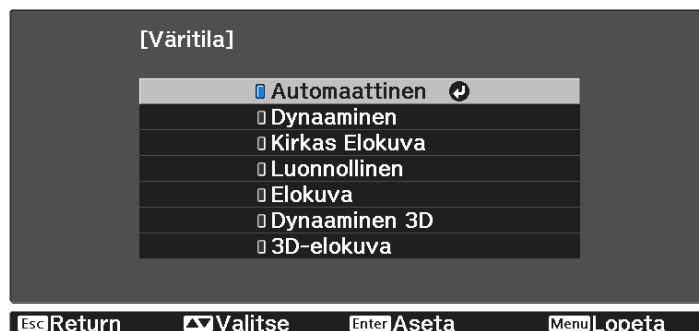 [Väritila]
Automaattinen
Dynaaminen
Kirkas Elokuva
Luonnollinen
Elokuva
Dynaaminen 3D
3D-elokuva
Esc Return Valitse Enter Aseta Menu Lopeta